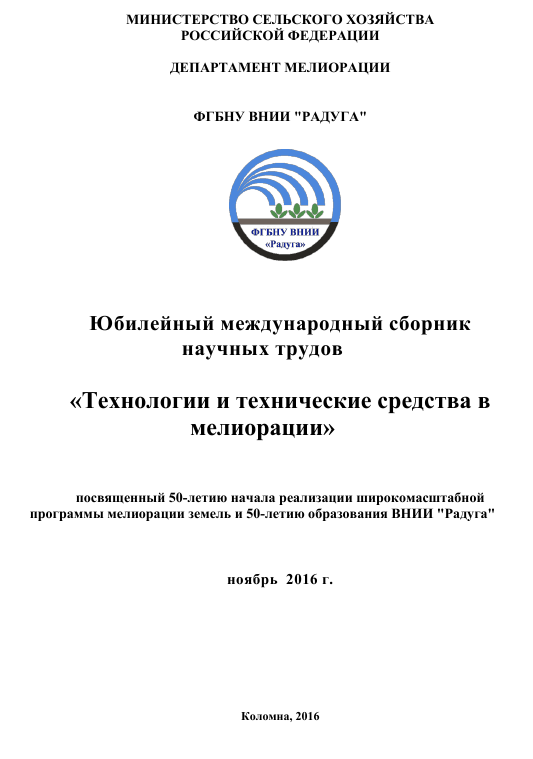 МИНИСТЕРСТВО СЕЛЬСКОГО ХОЗЯЙСТВА
РОССИЙСКОЙ ФЕДЕРАЦИИ
ДЕПАРТАМЕНТ МЕЛИОРАЦИИ
ФГБНУ ВНИИ "РАДУГА"
ФГБНУ ВНИИ
«Радуга»
Юбилейный международный сборник
научных трудов
«Технологии и технические средства в
мелиорации»
посвященный 50-летию начала реализации широкомасштабной
программы мелиорации земель и 50-летию образования ВНИИ "Радуга"
ноябрь 2016 г.
Коломна, 2016